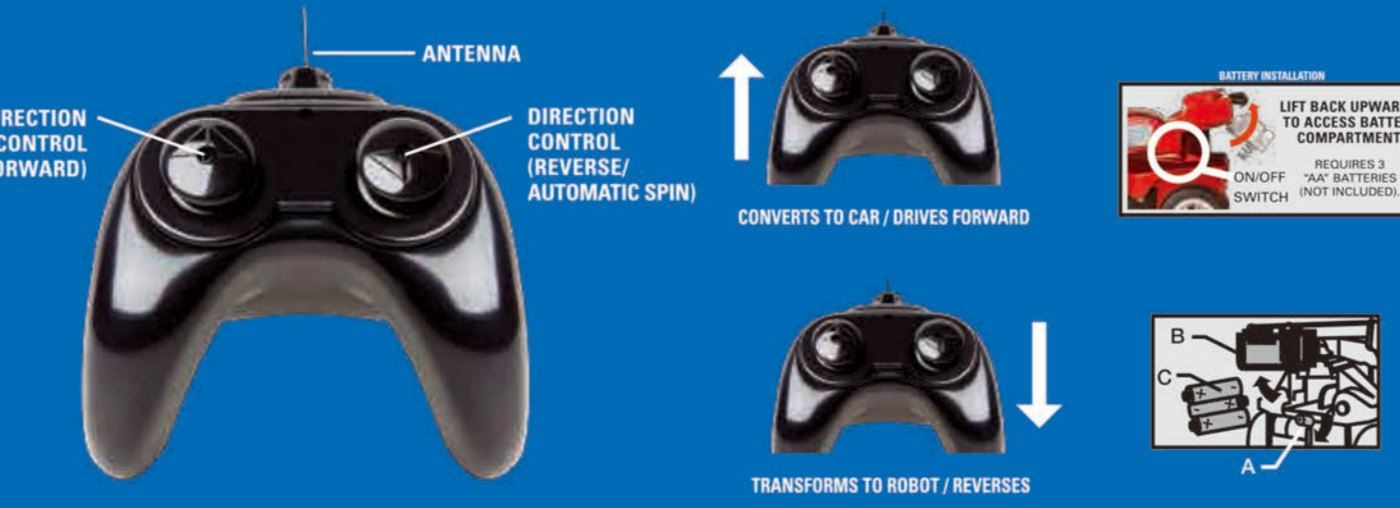 ANTENNA
RECTION
CONTROL
ORWARD)
DIRECTION
CONTROL
(REVERSE/
AUTOMATIC SPIN)
CONVERTS TO CAR / DRIVES FORWARD
TRANSFORMS TO ROBOT / REVERSES
BATTERY INSTALLATION
LIFT BACK UPWAR
TO ACCESS BATTE
COMPARTMENT
ON/OFF
SWITCH
REQUIRES 3
"AA" BATTERIES
(NOT INCLUDED).
B
C
A